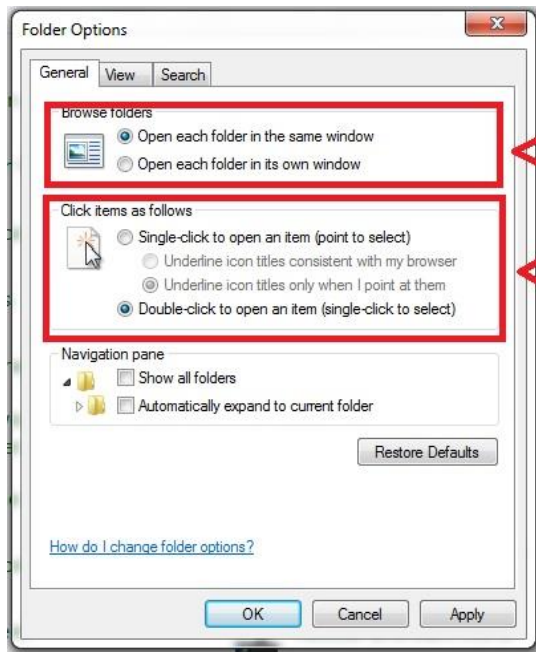 Folder Options
General View Search
Browse folders
Open each folder in the same window
Open each folder in its own window
Click items as follows
Single-click to open an item (point to select)
Underline icon titles consistent with my browser
Underline icon titles only when I point at them
Double-click to open an item (single-click to select)
Navigation pane
Show all folders
Automatically expand to current folder
Restore Defaults
How do I change folder options?
OK Cancel Apply